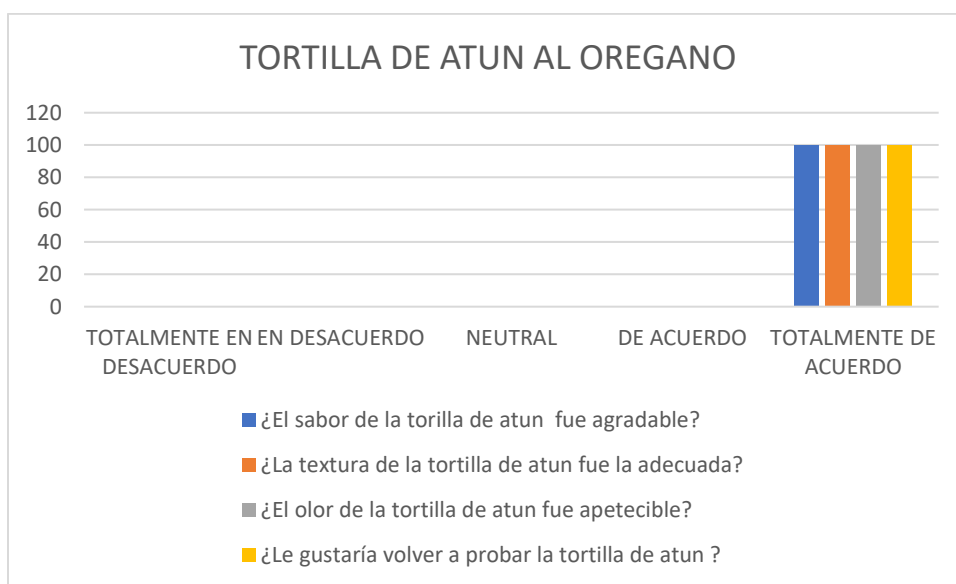 TORTILLA DE ATUN AL OREGANO
120
100
80
60
40
20
0
TOTALMENTE EN DESACUERDO
EN DESACUERDO
NEUTRAL
DE ACUERDO
TOTALMENTE DE ACUERDO
¿El sabor de la torilla de atun  fue agradable?
¿La textura de la tortilla de atun fue la adecuada?
¿El olor de la tortilla de atun fue apetecible?
¿Le gustaría volver a probar la tortilla de atun ?